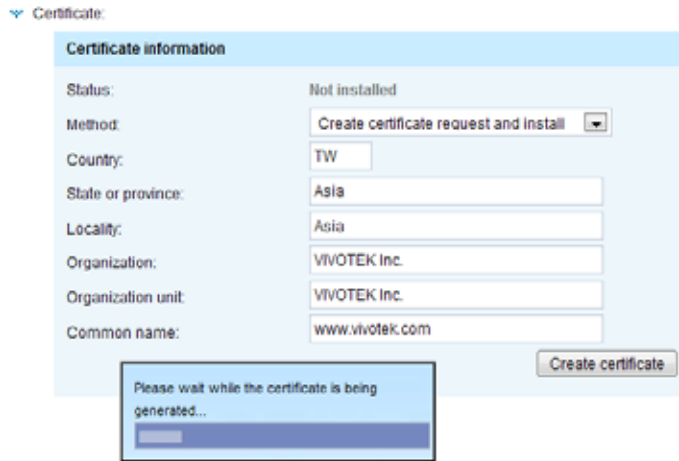 Certificate:
Certificate information
Status: Not installed
Method: Create certificate request and install
Country: TW
State or province: Asia
Locality: Asia
Organization: VIVOTEK Inc.
Organization unit: VIVOTEK Inc.
Common name: www.vivotek.com
Create certificate
Please wait while the certificate is being
generated...